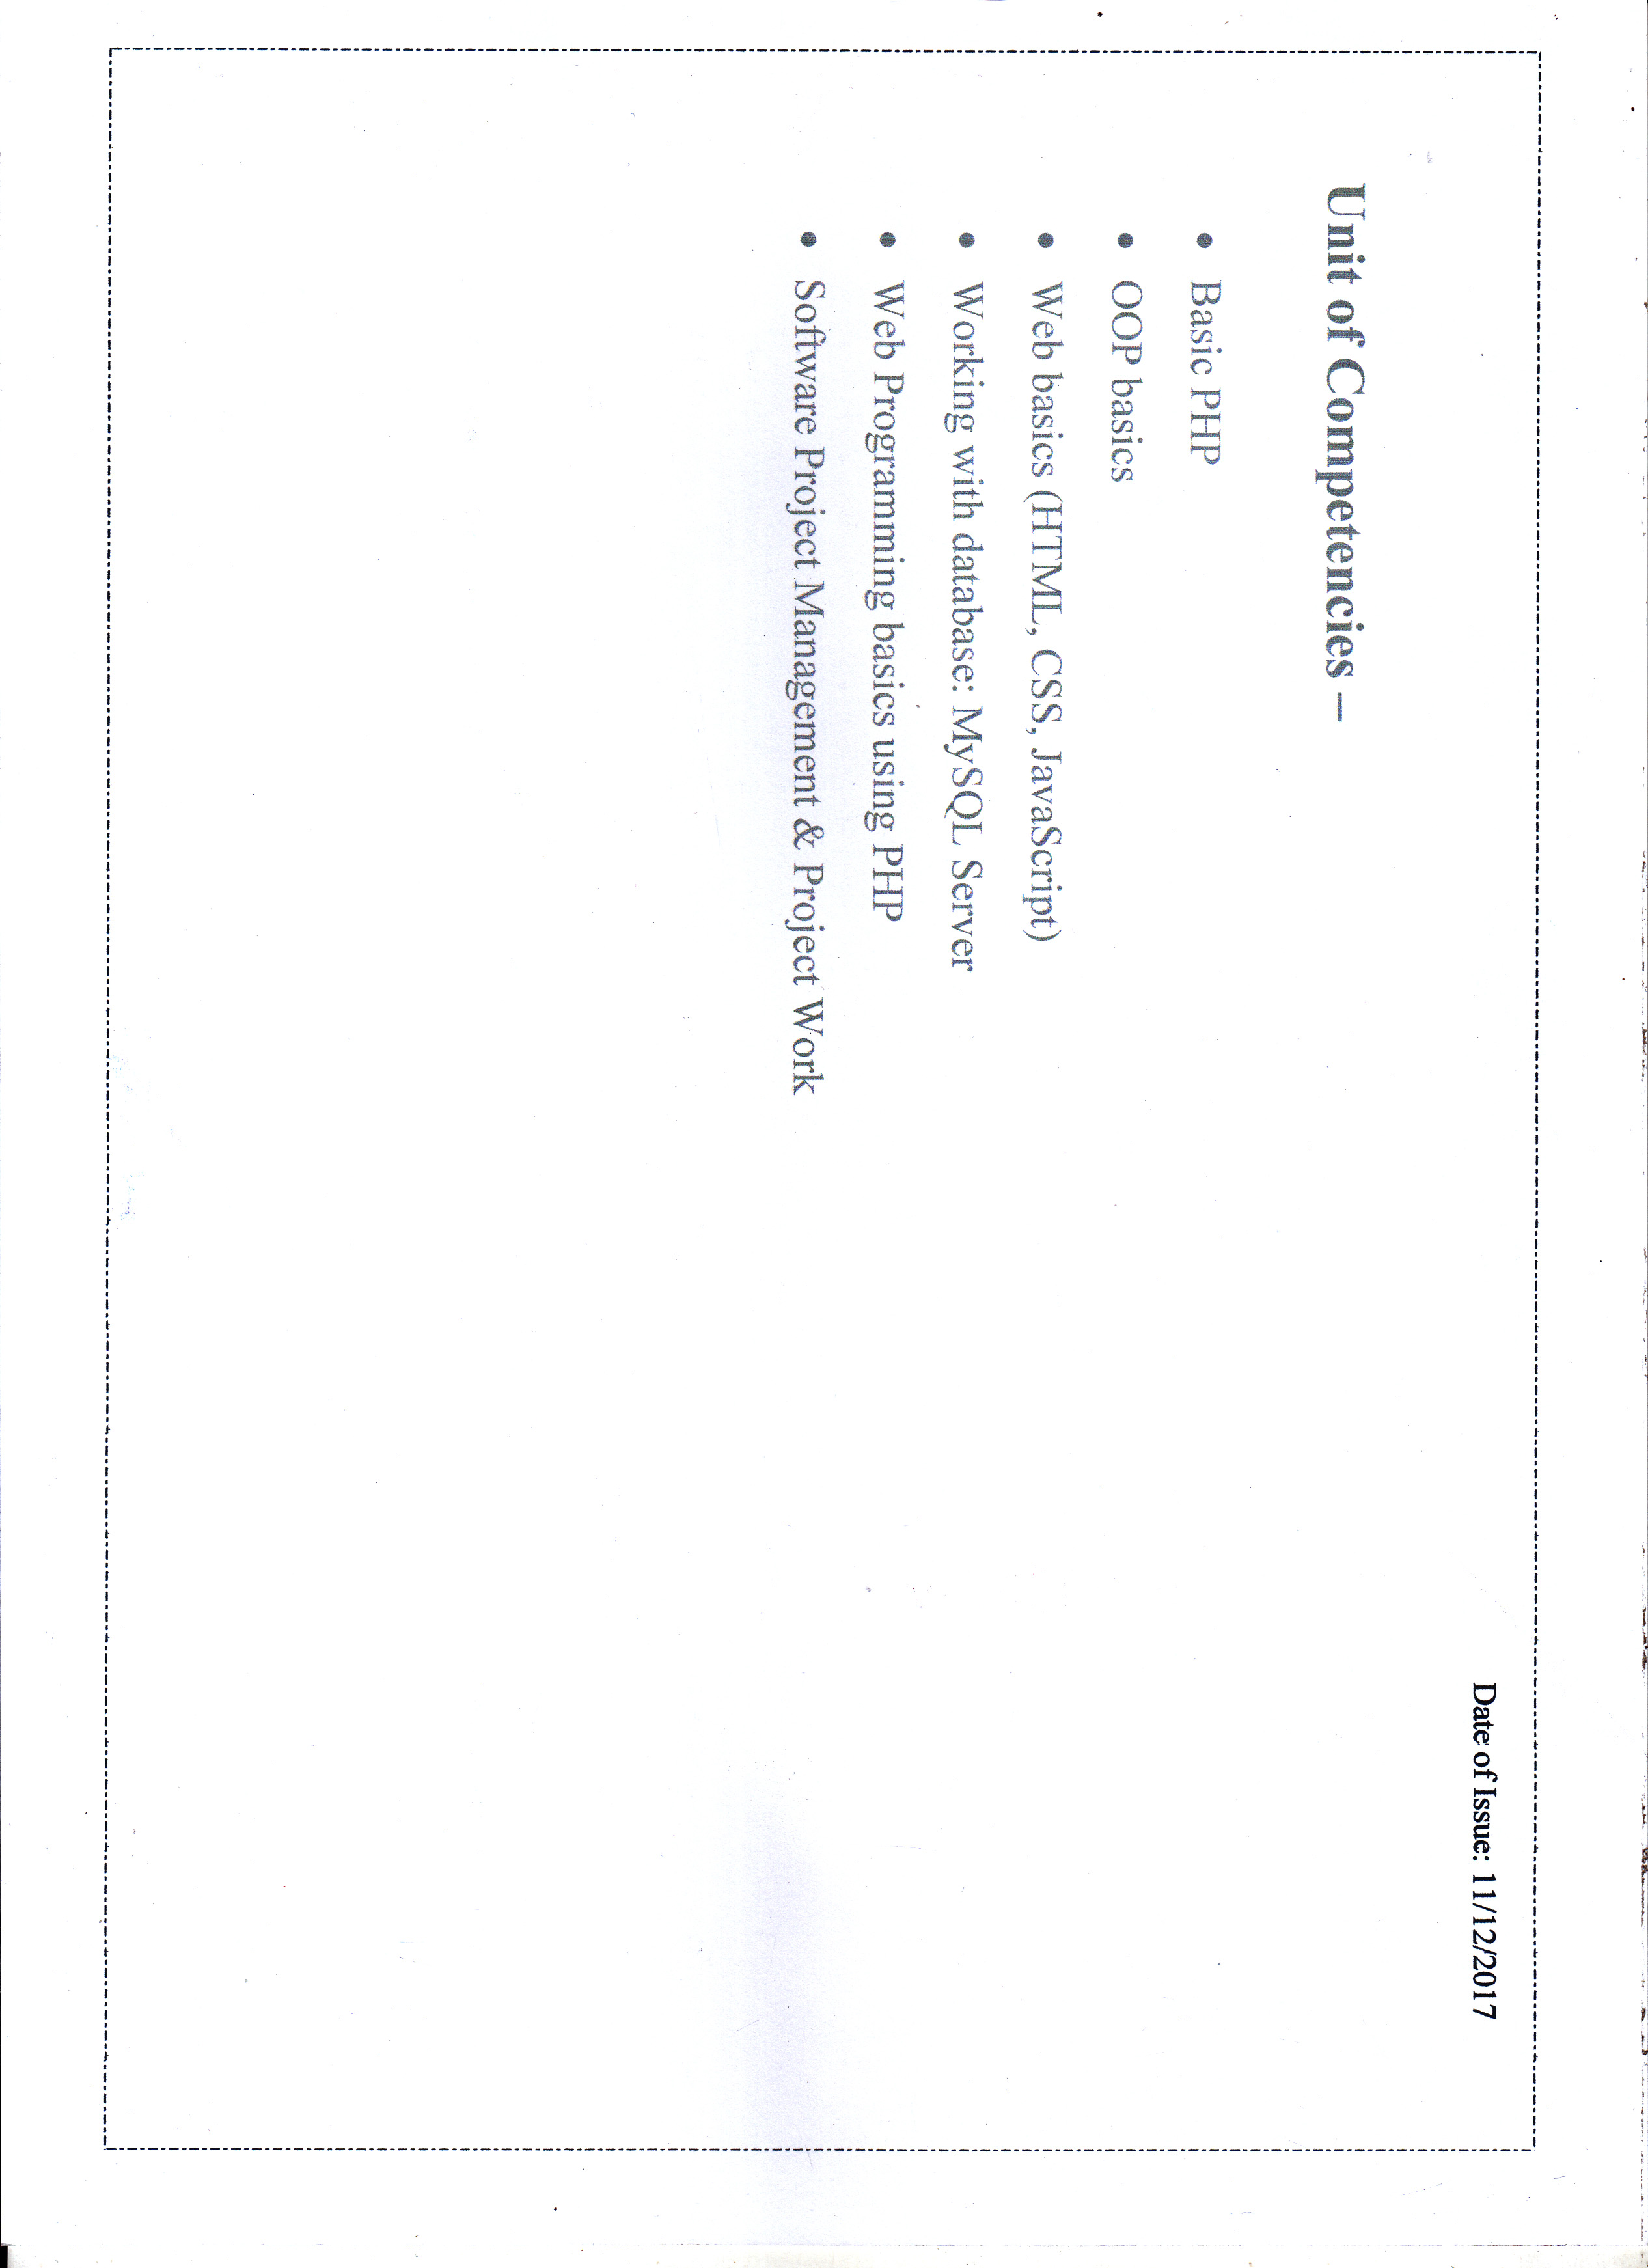 Date of Issue: 11/12/2017
Unit of Competencies –
• Basic PHP
• OOP basics
• Web basics (HTML, CSS, JavaScript)
• Working with database: MySQL Server
• Web Programming basics using PHP
• Software Project Management & Project Work